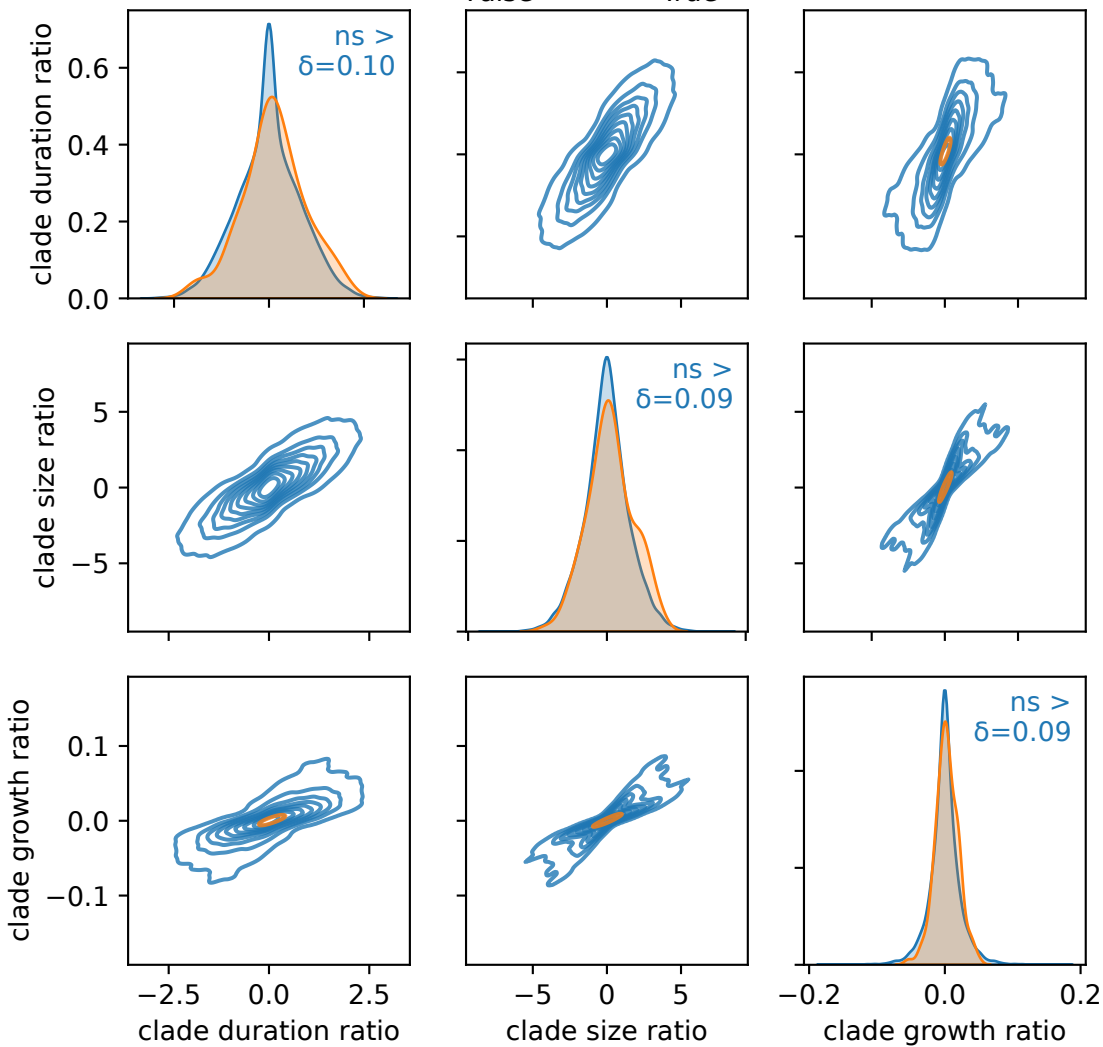 clade duration ratio
0.6
0.4
0.2
0.0
ns >
δ=0.10
clade size ratio
5
0
−5
ns >
δ=0.09
−5
0
5
clade growth ratio
0.1
0.0
−0.1
ns >
δ=0.09
−2.5
0.0
2.5
−5
0
5
−0.2
0.0
0.2
clade duration ratio
clade size ratio
clade growth ratio